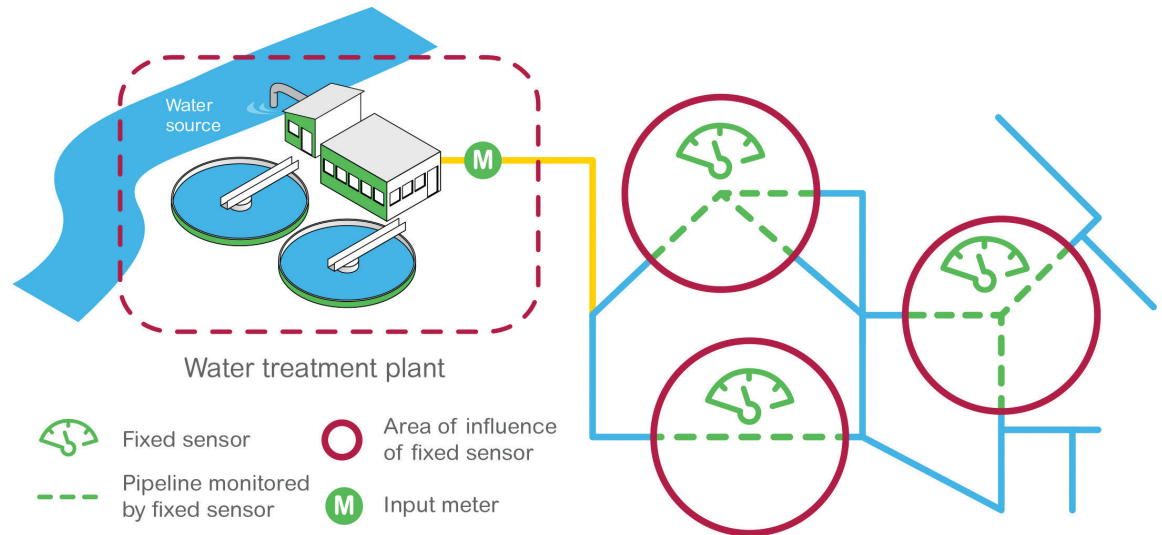 Water
source
M
Water treatment plant
Fixed sensor
Area of influence
of fixed sensor
Pipeline monitored
by fixed sensor
M
Input meter